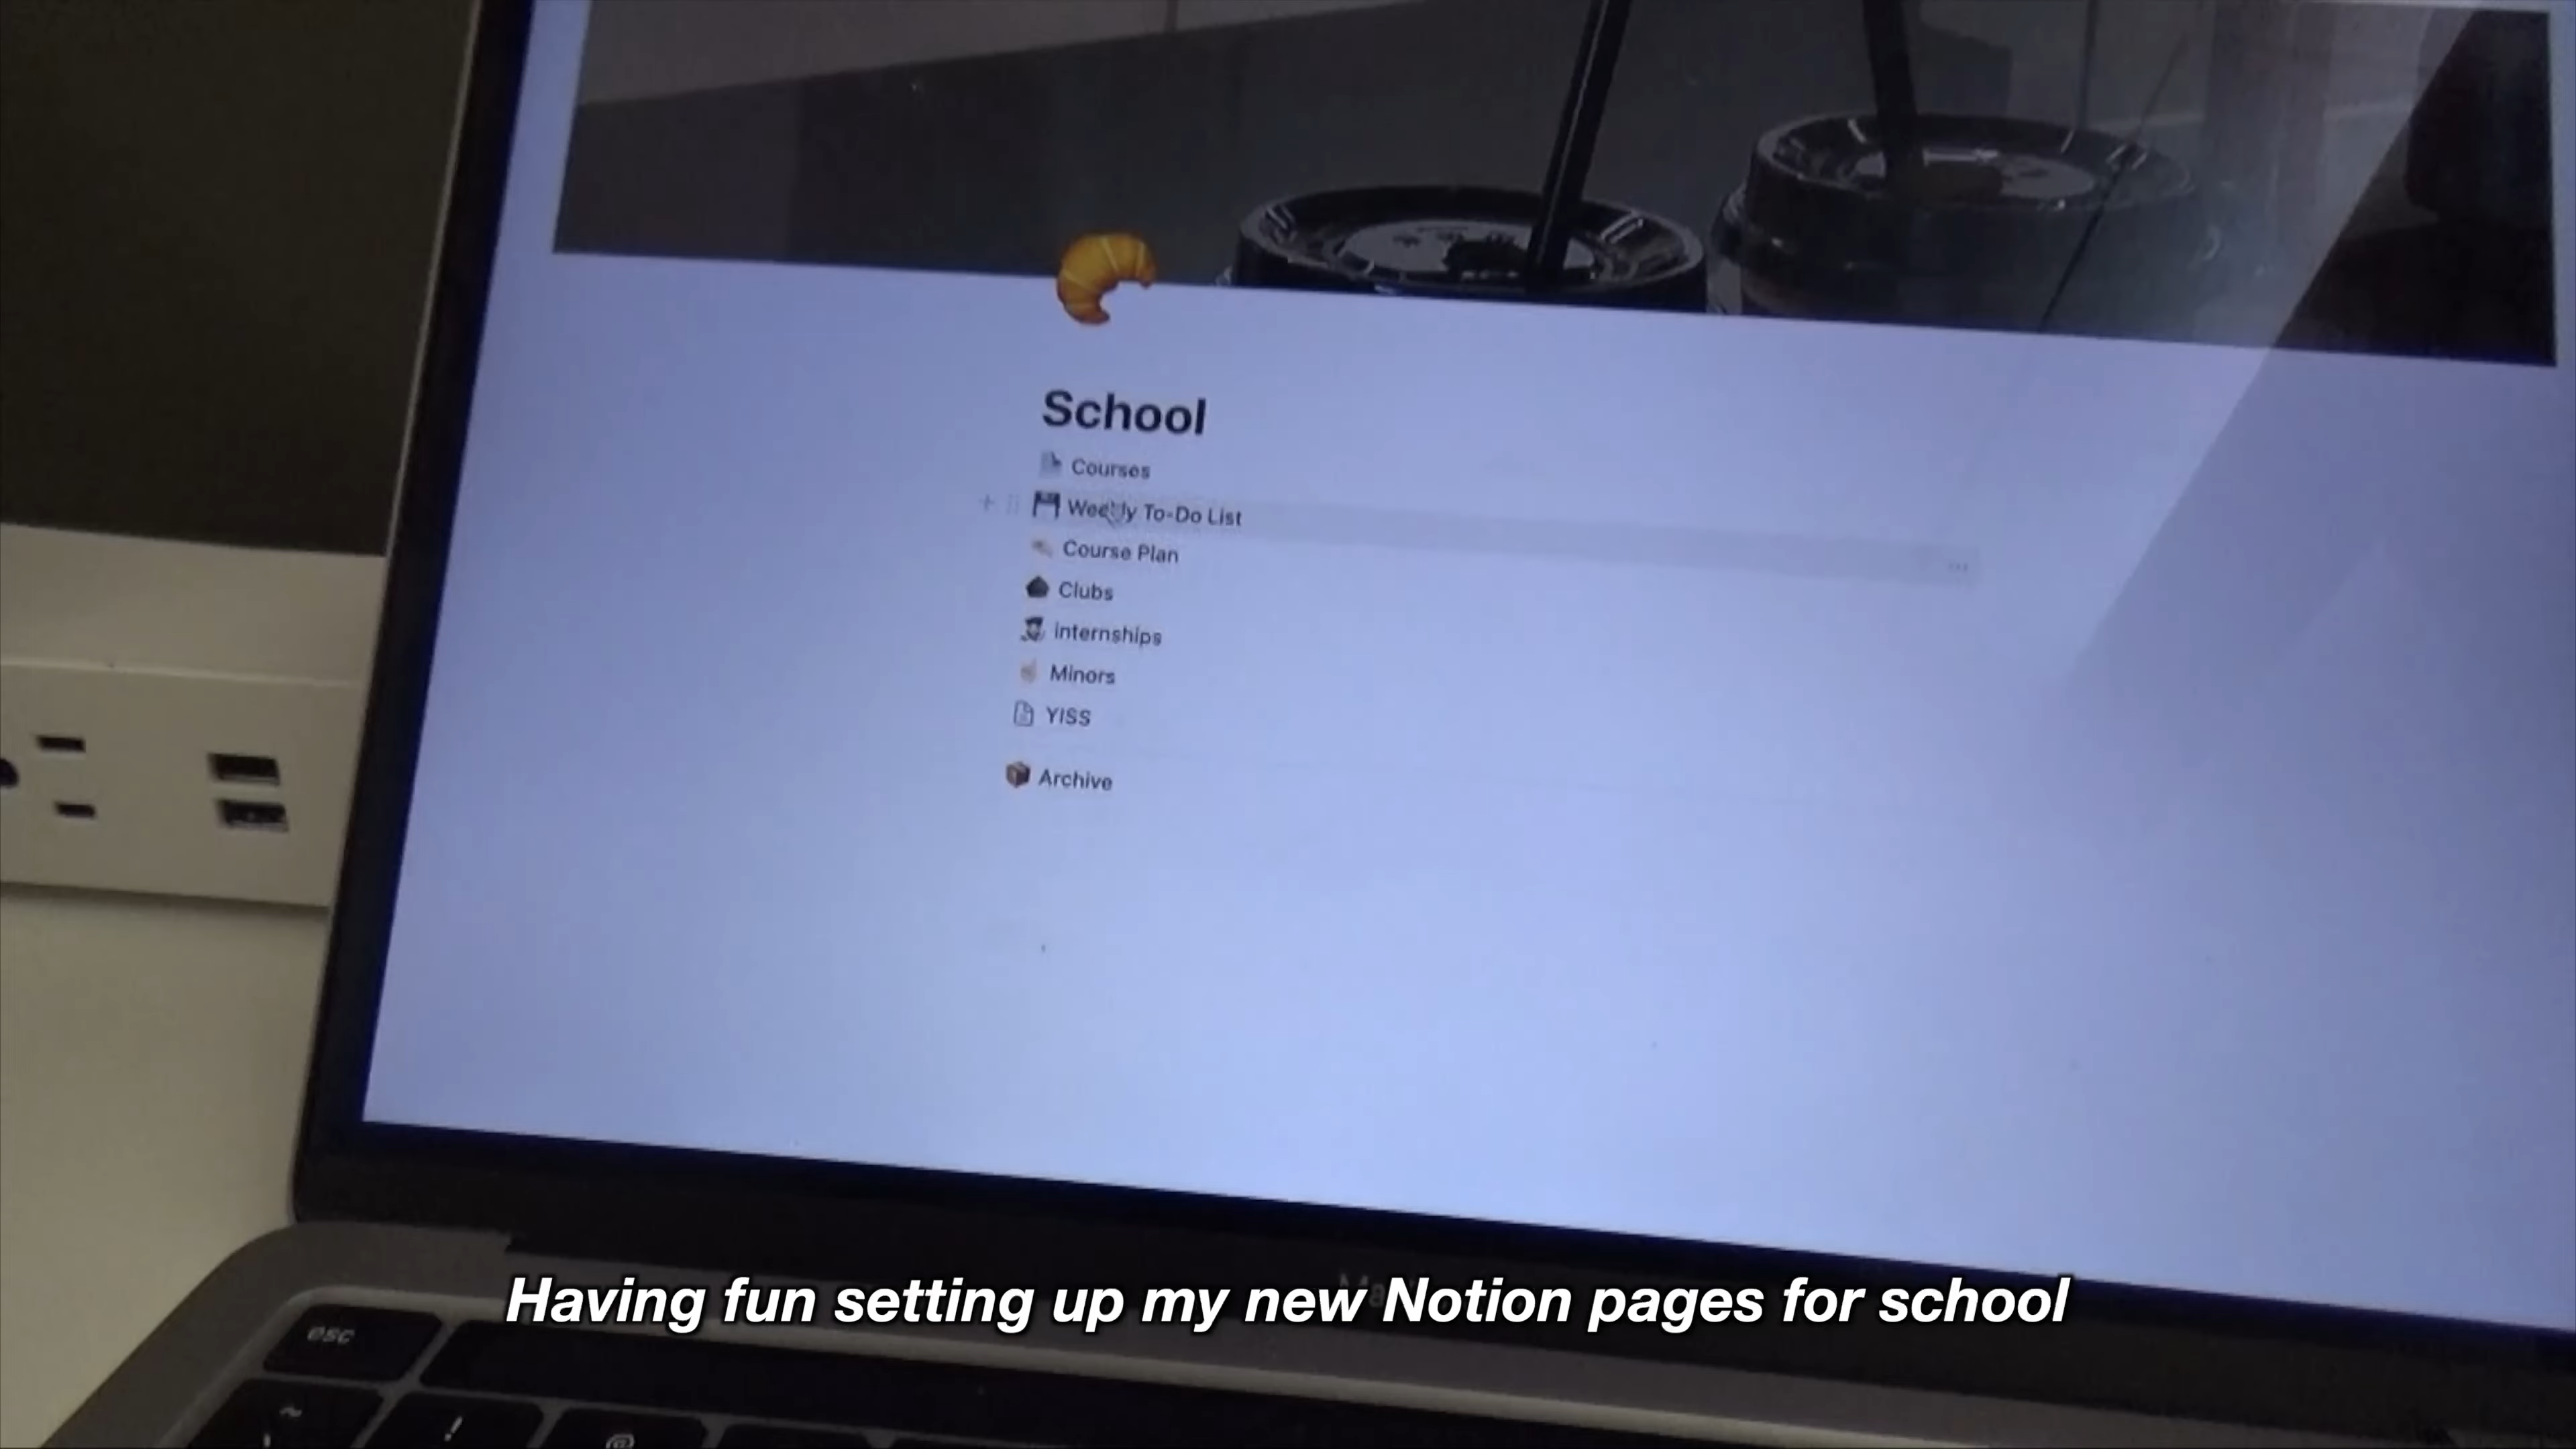 School
Courses
Weekly To-Do List
Course Plan
Clubs
internships
Minors
YISS
Archive
Having fun setting up my new Notion pages for school
esc
~
!
@